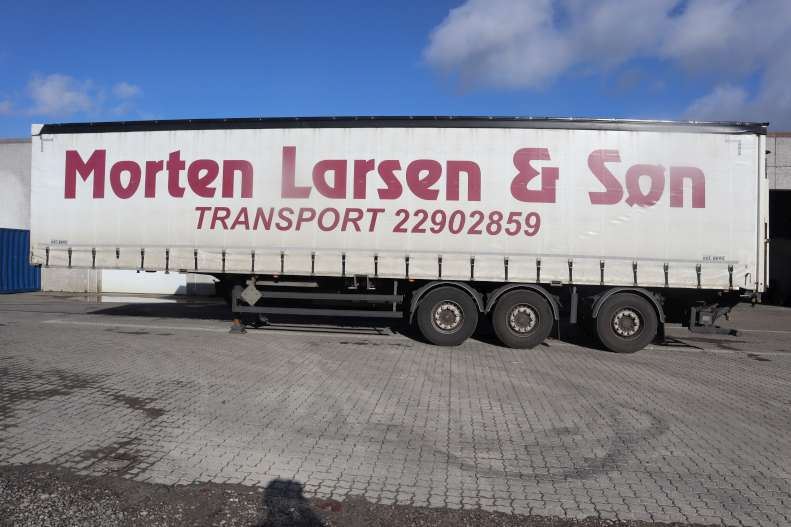 Morten Larsen & Søn
TRANSPORT 22902859